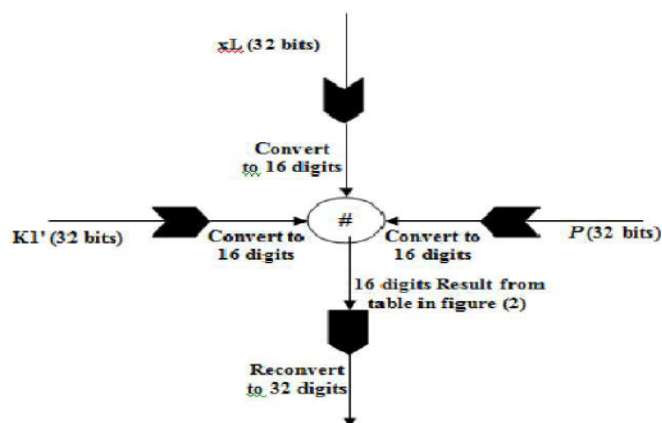 xL (32 bits)
Convert
to 16 digits
#
K1' (32 bits)
Convert to
16 digits
Convert to
16 digits
P (32 bits)
16 digits Result from
table in figure (2)
Reconvert
to 32 digits